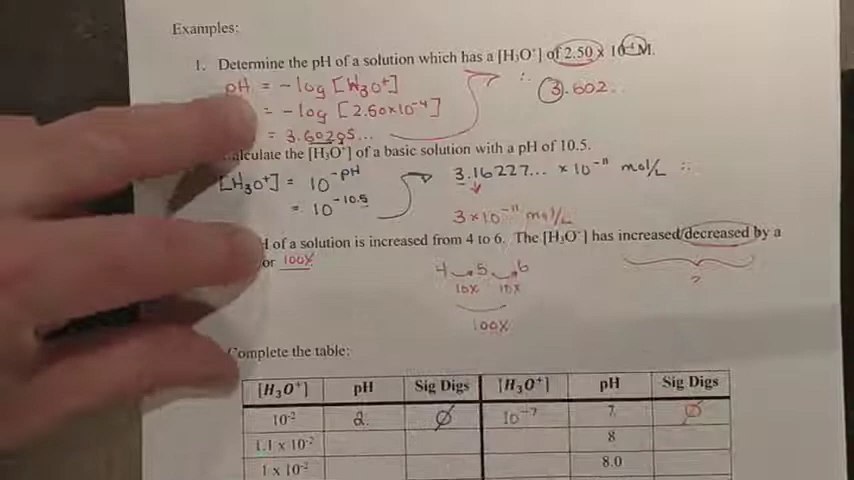 Examples:
1. Determine the pH of a solution which has a [H₃O⁺] of 2.50 x 10⁻⁴ M.
pH = -log [H₃O⁺]
= -log [2.50x10⁻⁴]
= 3.60205...
∴ 3.602
Calculate the [H₃O⁺] of a basic solution with a pH of 10.5.
[H₃O⁺] = 10⁻ᵖᴴ
= 10⁻¹⁰·⁵
3.16227... x 10⁻¹¹ mol/L ∴
3x10⁻¹¹ mol/L
of a solution is increased from 4 to 6. The [H₃O⁺] has increased/decreased by a
or 100X.
4 5 6
10x 10x
100X
?
Complete the table:
[H₃O⁺] pH Sig Digs [H₃O⁺] pH Sig Digs
10⁻² 2 Ø 10⁻⁷ 7 Ø
1.1 x 10⁻² 8
1 x 10⁻² 8.0